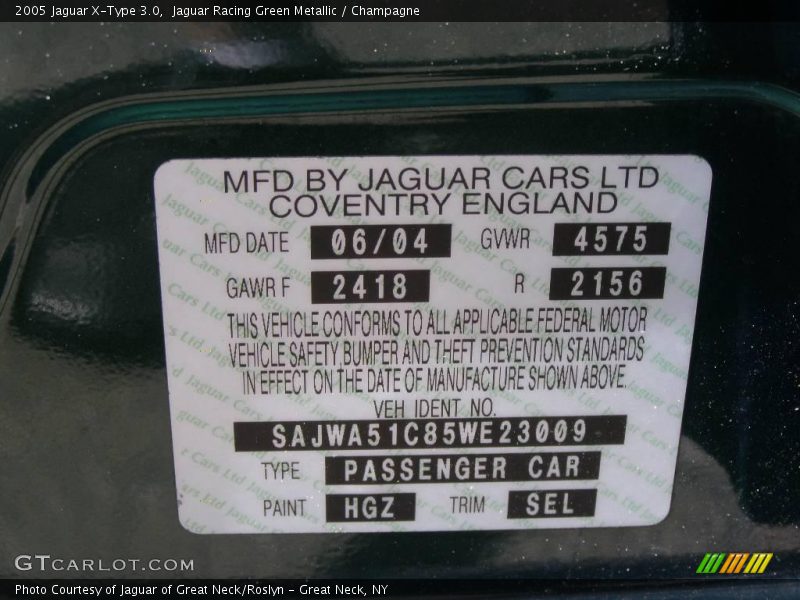 2005 Jaguar X-Type 3.0, Jaguar Racing Green Metallic / Champagne
MFD BY JAGUAR CARS LTD
COVENTRY ENGLAND
MFD DATE 06/04 GVWR 4575
GAWR F 2418 R 2156
THIS VEHICLE CONFORMS TO ALL APPLICABLE FEDERAL MOTOR
VEHICLE SAFETY BUMPER AND THEFT PREVENTION STANDARDS
IN EFFECT ON THE DATE OF MANUFACTURE SHOWN ABOVE.
VEH IDENT NO.
SAJWA51C85WE23009
TYPE PASSENGER CAR
PAINT HGZ TRIM SEL
GTCARLOT.COM
Photo Courtesy of Jaguar of Great Neck/Roslyn - Great Neck, NY